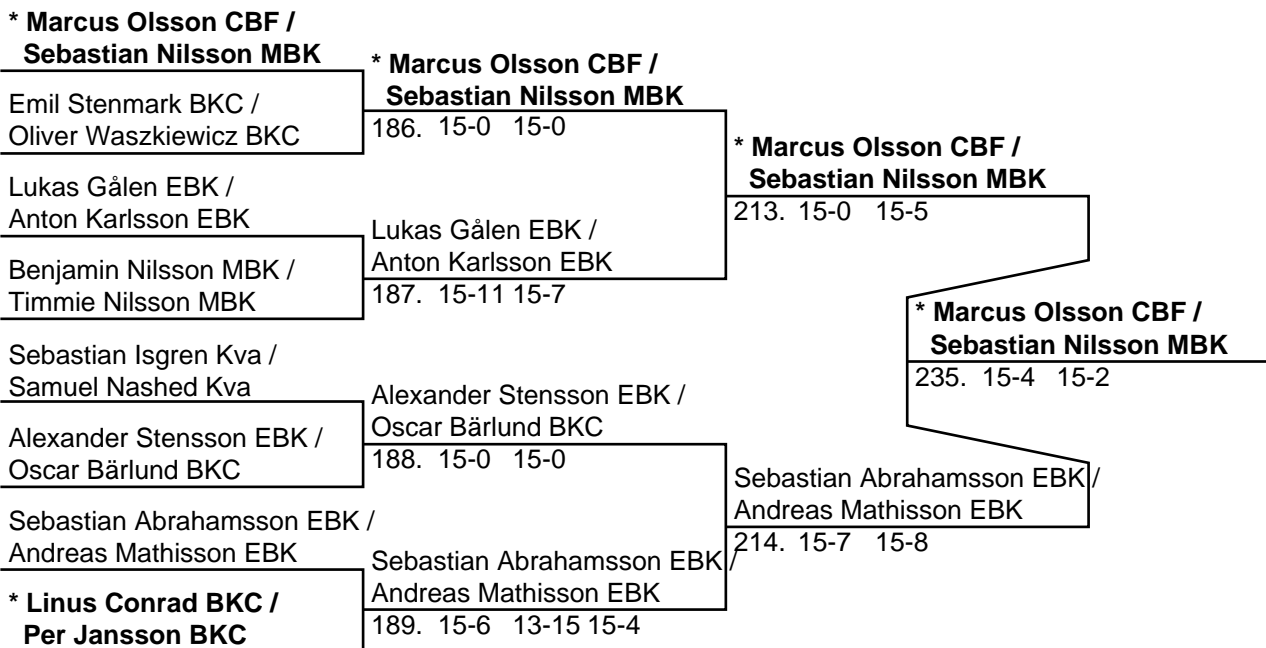 * Marcus Olsson CBF /
Sebastian Nilsson MBK
Emil Stenmark BKC /
Oliver Waszkiewicz BKC
Lukas Gålen EBK /
Anton Karlsson EBK
Benjamin Nilsson MBK /
Timmie Nilsson MBK
Sebastian Isgren Kva /
Samuel Nashed Kva
Alexander Stensson EBK /
Oscar Bärlund BKC
Sebastian Abrahamsson EBK /
Andreas Mathisson EBK
* Linus Conrad BKC /
Per Jansson BKC
* Marcus Olsson CBF /
Sebastian Nilsson MBK
186. 15-0 15-0
Lukas Gålen EBK /
Anton Karlsson EBK
187. 15-11 15-7
Alexander Stensson EBK /
Oscar Bärlund BKC
188. 15-0 15-0
Sebastian Abrahamsson EBK /
Andreas Mathisson EBK
189. 15-6 13-15 15-4
* Marcus Olsson CBF /
Sebastian Nilsson MBK
213. 15-0 15-5
Sebastian Abrahamsson EBK /
Andreas Mathisson EBK
214. 15-7 15-8
* Marcus Olsson CBF /
Sebastian Nilsson MBK
235. 15-4 15-2